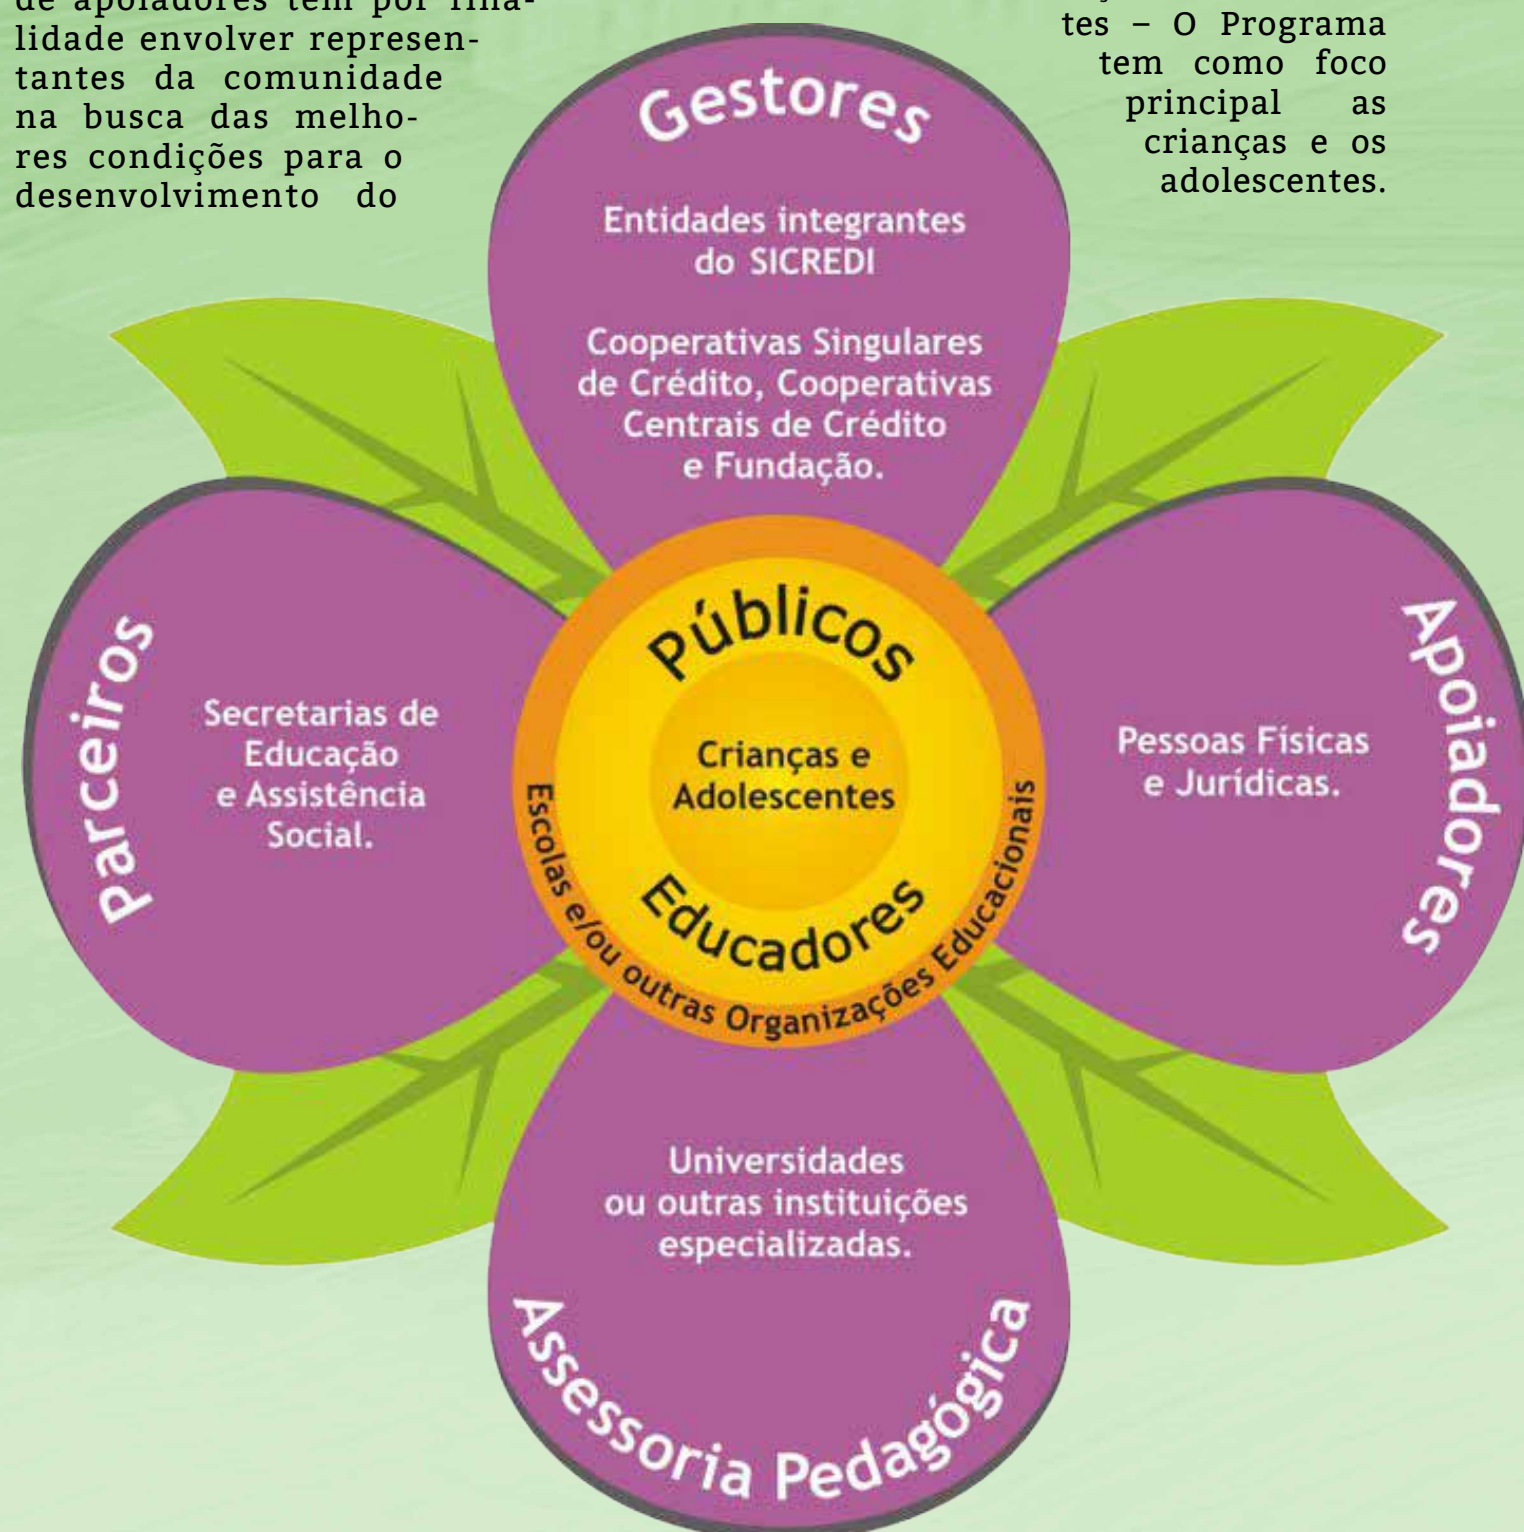 de apoiadores tem por fina-
lidade envolver represen-
tantes da comunidade
na busca das melho-
res condições para o
desenvolvimento do
tes – O Programa
tem como foco
principal as
crianças e os
adolescentes.
Gestores
Entidades integrantes
do SICREDI
Cooperativas Singulares
de Crédito, Cooperativas
Centrais de Crédito
e Fundação.
Parceiros
Secretarias de
Educação
e Assistência
Social.
Públicos
Crianças e
Adolescentes
Educadores
Escolas e/ou outras Organizações Educacionais
Apoiadores
Pessoas Físicas
e Jurídicas.
Universidades
ou outras instituições
especializadas.
Assessoria Pedagógica